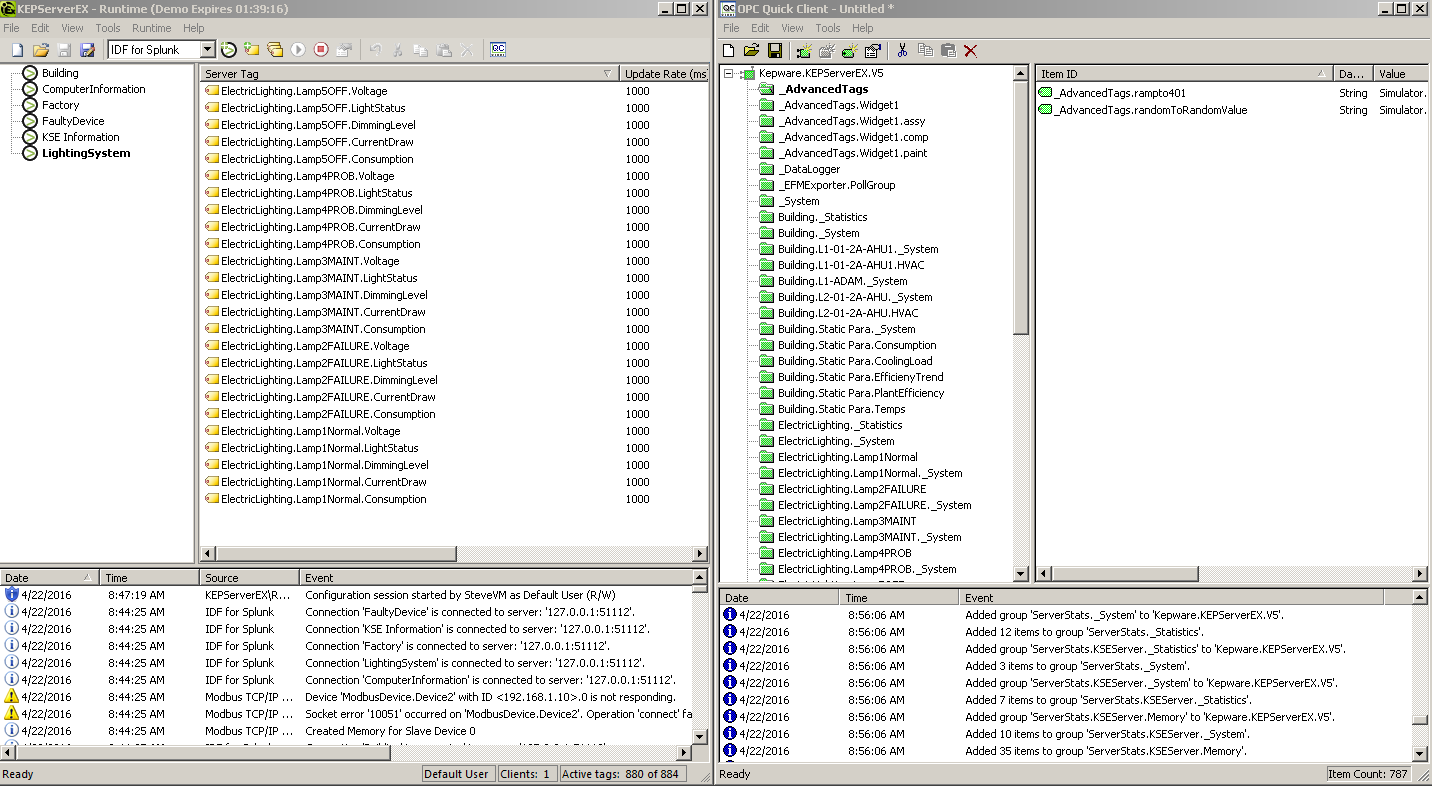 KEPServerEX - Runtime (Demo Expires 01:39:16)
File Edit View Tools Runtime Help
IDF for Splunk
Building
ComputerInformation
Factory
FaultyDevice
KSE Information
LightingSystem
Server Tag Update Rate (ms
ElectricLighting.Lamp5OFF.Voltage 1000
ElectricLighting.Lamp5OFF.LightStatus 1000
ElectricLighting.Lamp5OFF.DimmingLevel 1000
ElectricLighting.Lamp5OFF.CurrentDraw 1000
ElectricLighting.Lamp5OFF.Consumption 1000
ElectricLighting.Lamp4PROB.Voltage 1000
ElectricLighting.Lamp4PROB.LightStatus 1000
ElectricLighting.Lamp4PROB.DimmingLevel 1000
ElectricLighting.Lamp4PROB.CurrentDraw 1000
ElectricLighting.Lamp4PROB.Consumption 1000
ElectricLighting.Lamp3MAINT.Voltage 1000
ElectricLighting.Lamp3MAINT.LightStatus 1000
ElectricLighting.Lamp3MAINT.DimmingLevel 1000
ElectricLighting.Lamp3MAINT.CurrentDraw 1000
ElectricLighting.Lamp3MAINT.Consumption 1000
ElectricLighting.Lamp2FAILURE.Voltage 1000
ElectricLighting.Lamp2FAILURE.LightStatus 1000
ElectricLighting.Lamp2FAILURE.DimmingLevel 1000
ElectricLighting.Lamp2FAILURE.CurrentDraw 1000
ElectricLighting.Lamp2FAILURE.Consumption 1000
ElectricLighting.Lamp1Normal.Voltage 1000
ElectricLighting.Lamp1Normal.LightStatus 1000
ElectricLighting.Lamp1Normal.DimmingLevel 1000
ElectricLighting.Lamp1Normal.CurrentDraw 1000
ElectricLighting.Lamp1Normal.Consumption 1000
Date Time Source Event
4/22/2016 8:47:19 AM KEPServerEX\R... Configuration session started by SteveVM as Default User (R/W)
4/22/2016 8:44:25 AM IDF for Splunk Connection 'FaultyDevice' is connected to server: '127.0.0.1:51112'.
4/22/2016 8:44:25 AM IDF for Splunk Connection 'KSE Information' is connected to server: '127.0.0.1:51112'.
4/22/2016 8:44:25 AM IDF for Splunk Connection 'Factory' is connected to server: '127.0.0.1:51112'.
4/22/2016 8:44:25 AM IDF for Splunk Connection 'LightingSystem' is connected to server: '127.0.0.1:51112'.
4/22/2016 8:44:25 AM IDF for Splunk Connection 'ComputerInformation' is connected to server: '127.0.0.1:51112'.
4/22/2016 8:44:25 AM Modbus TCP/IP ... Device 'ModbusDevice.Device2' with ID <192.168.1.10>.0 is not responding.
4/22/2016 8:44:25 AM Modbus TCP/IP ... Socket error '10051' occurred on 'ModbusDevice.Device2'. Operation 'connect' fa
4/22/2016 8:44:25 AM Modbus TCP/IP ... Created Memory for Slave Device 0
Ready Default User Clients: 1 Active tags: 880 of 884
OPC Quick Client - Untitled *
File Edit View Tools Help
Kepware.KEPServerEX.V5
_AdvancedTags
_AdvancedTags.Widget1
_AdvancedTags.Widget1.assy
_AdvancedTags.Widget1.comp
_AdvancedTags.Widget1.paint
_DataLogger
_EFMExporter.PollGroup
_System
Building._Statistics
Building._System
Building.L1-01-2A-AHU1._System
Building.L1-01-2A-AHU1.HVAC
Building.L1-ADAM._System
Building.L2-01-2A-AHU._System
Building.L2-01-2A-AHU.HVAC
Building.Static Para._System
Building.Static Para.Consumption
Building.Static Para.CoolingLoad
Building.Static Para.EfficienyTrend
Building.Static Para.PlantEfficiency
Building.Static Para.Temps
ElectricLighting._Statistics
ElectricLighting._System
ElectricLighting.Lamp1Normal
ElectricLighting.Lamp1Normal._System
ElectricLighting.Lamp2FAILURE
ElectricLighting.Lamp2FAILURE._System
ElectricLighting.Lamp3MAINT
ElectricLighting.Lamp3MAINT._System
ElectricLighting.Lamp4PROB
ElectricLighting.Lamp4PROB._System
Item ID Da... Value
_AdvancedTags.rampto401 String Simulator.
_AdvancedTags.randomToRandomValue String Simulator.
Date Time Event
4/22/2016 8:56:06 AM Added group 'ServerStats._System' to 'Kepware.KEPServerEX.V5'.
4/22/2016 8:56:06 AM Added 12 items to group 'ServerStats._Statistics'.
4/22/2016 8:56:06 AM Added group 'ServerStats.KSEServer._Statistics' to 'Kepware.KEPServerEX.V5'.
4/22/2016 8:56:06 AM Added 3 items to group 'ServerStats._System'.
4/22/2016 8:56:06 AM Added group 'ServerStats.KSEServer._System' to 'Kepware.KEPServerEX.V5'.
4/22/2016 8:56:06 AM Added 7 items to group 'ServerStats.KSEServer._Statistics'.
4/22/2016 8:56:06 AM Added group 'ServerStats.KSEServer.Memory' to 'Kepware.KEPServerEX.V5'.
4/22/2016 8:56:06 AM Added 10 items to group 'ServerStats.KSEServer._System'.
4/22/2016 8:56:06 AM Added 35 items to group 'ServerStats.KSEServer.Memory'.
Ready Item Count: 787